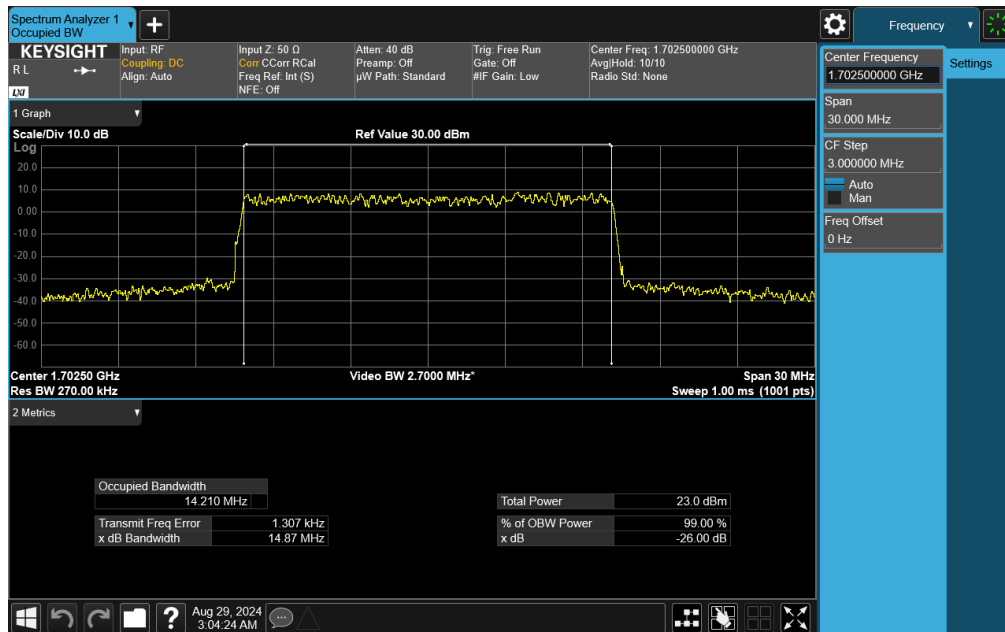 Spectrum Analyzer 1
Occupied BW
Frequency
KEYSIGHT
R L
LXI
Input: RF
Coupling: DC
Align: Auto
Input Z: 50 Ω
Corr CCorr RCal
Freq Ref: Int (S)
NFE: Off
Atten: 40 dB
Preamp: Off
µW Path: Standard
Trig: Free Run
Gate: Off
#IF Gain: Low
Center Freq: 1.702500000 GHz
Avg|Hold: 10/10
Radio Std: None
Center Frequency
1.702500000 GHz
Settings
Span
30.000 MHz
CF Step
3.000000 MHz
Auto
Man
Freq Offset
0 Hz
1 Graph
Scale/Div 10.0 dB
Ref Value 30.00 dBm
Log
20.0
10.0
0.00
-10.0
-20.0
-30.0
-40.0
-50.0
-60.0
Center 1.70250 GHz
Video BW 2.7000 MHz*
Span 30 MHz
Res BW 270.00 kHz
Sweep 1.00 ms (1001 pts)
2 Metrics
Occupied Bandwidth
14.210 MHz
Total Power 23.0 dBm
Transmit Freq Error 1.307 kHz
% of OBW Power 99.00 %
x dB Bandwidth 14.87 MHz
x dB -26.00 dB
Aug 29, 2024
3:04:24 AM